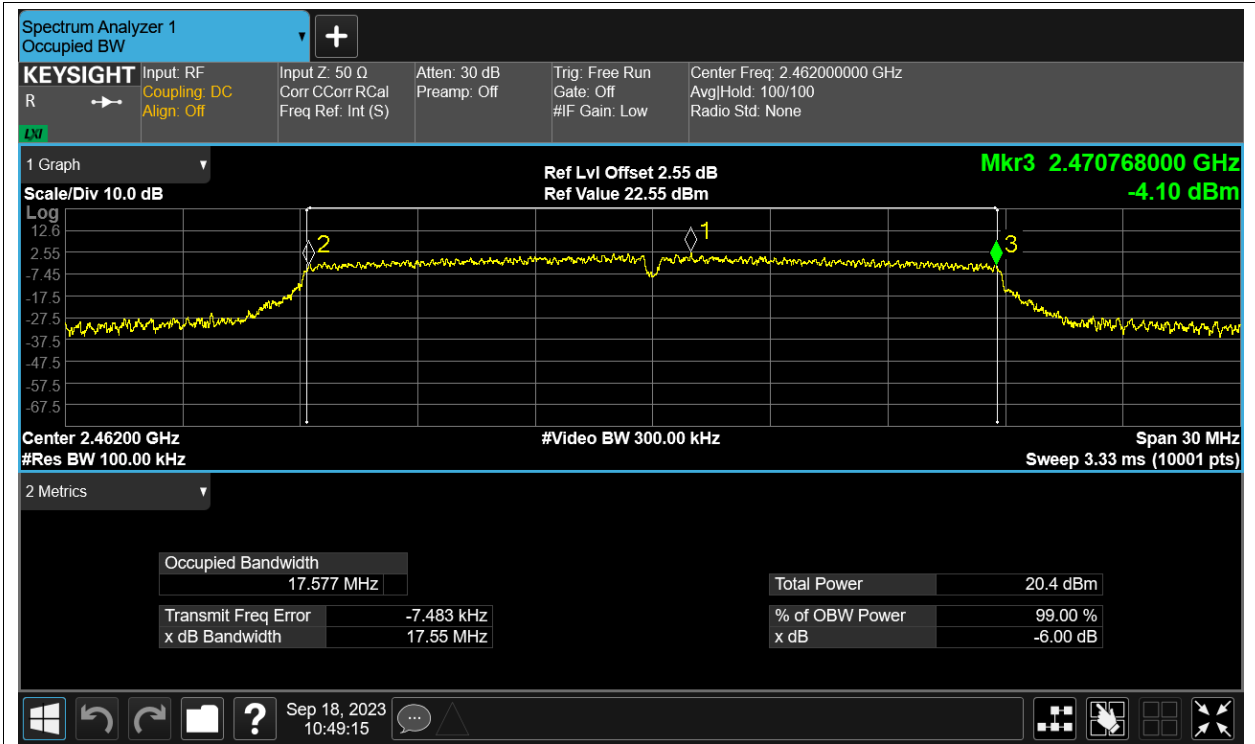 Spectrum Analyzer 1
Occupied BW
KEYSIGHT
R
LXI
Input: RF
Coupling: DC
Align: Off
Input Z: 50 Ω
Corr CCorr RCal
Freq Ref: Int (S)
Atten: 30 dB
Preamp: Off
Trig: Free Run
Gate: Off
#IF Gain: Low
Center Freq: 2.462000000 GHz
Avg|Hold: 100/100
Radio Std: None
1 Graph
Ref Lvl Offset 2.55 dB
Mkr3 2.470768000 GHz
Scale/Div 10.0 dB
Ref Value 22.55 dBm
-4.10 dBm
Log
12.6
2.55
-7.45
-17.5
-27.5
-37.5
-47.5
-57.5
-67.5
2
1
3
Center 2.46200 GHz
#Video BW 300.00 kHz
Span 30 MHz
#Res BW 100.00 kHz
Sweep 3.33 ms (10001 pts)
2 Metrics
Occupied Bandwidth
17.577 MHz
Transmit Freq Error -7.483 kHz
x dB Bandwidth 17.55 MHz
Total Power 20.4 dBm
% of OBW Power 99.00 %
x dB -6.00 dB
?
Sep 18, 2023
10:49:15